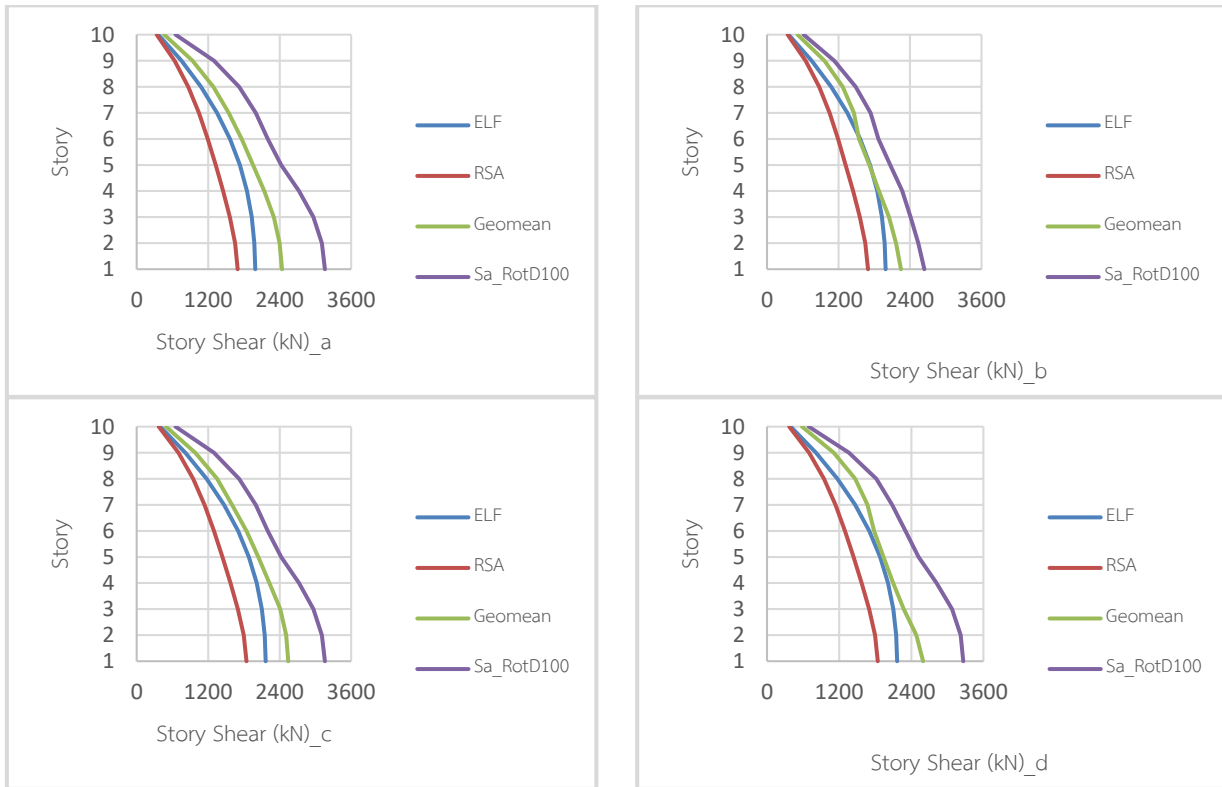 10
9
8
7
6
5
4
3
2
1
Story
0 1200 2400 3600
Story Shear (kN)_a
ELF
RSA
Geomean
Sa_RotD100
10
9
8
7
6
5
4
3
2
1
Story
0 1200 2400 3600
Story Shear (kN)_b
ELF
RSA
Geomean
Sa_RotD100
10
9
8
7
6
5
4
3
2
1
Story
0 1200 2400 3600
Story Shear (kN)_c
ELF
RSA
Geomean
Sa_RotD100
10
9
8
7
6
5
4
3
2
1
Story
0 1200 2400 3600
Story Shear (kN)_d
ELF
RSA
Geomean
Sa_RotD100